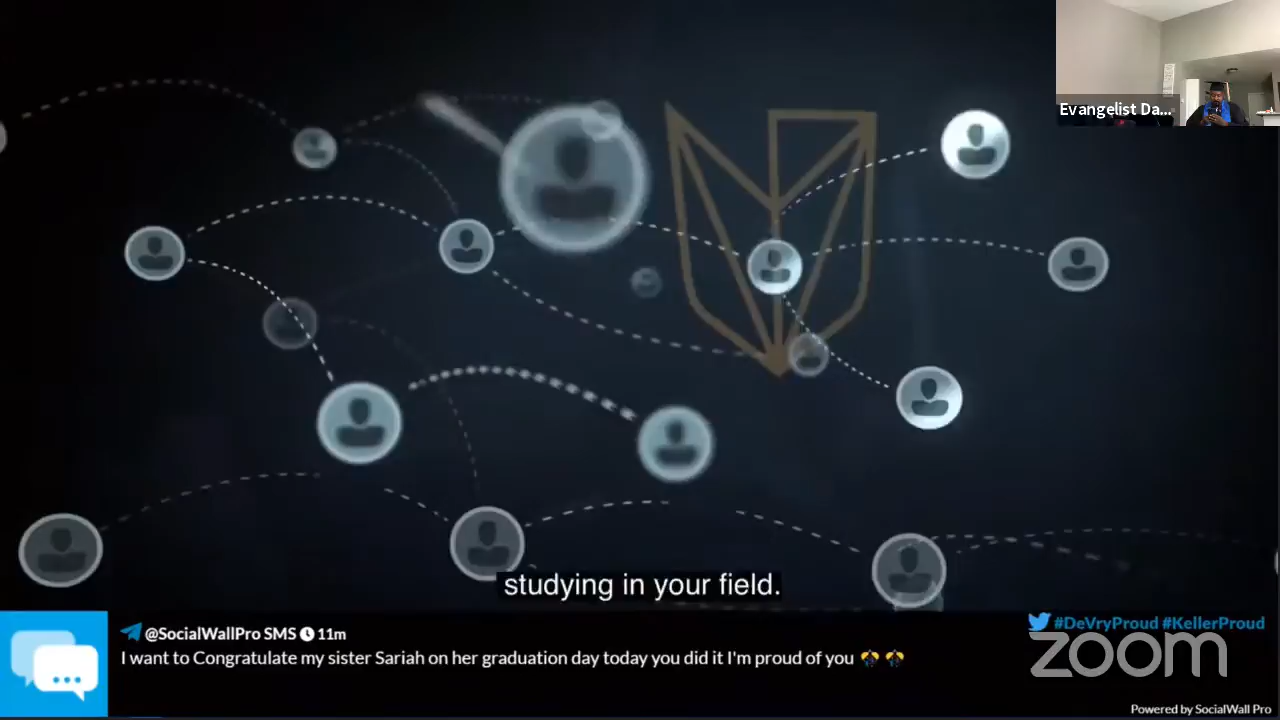 Evangelist Da...
studying in your field.
@SocialWallPro SMS 11m
#DeVryProud #KellerProud
I want to Congratulate my sister Sariah on her graduation day today you did it I'm proud of you
zoom
Powered by SocialWall Pro